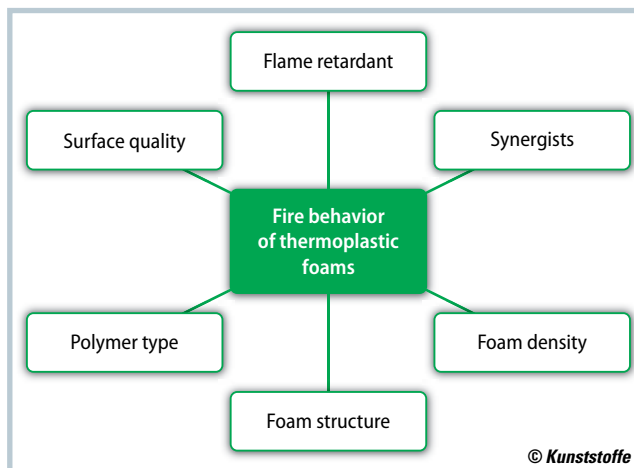 Flame retardant
Surface quality
Synergists
Fire behavior
of thermoplastic
foams
Polymer type
Foam density
Foam structure
© Kunststoffe